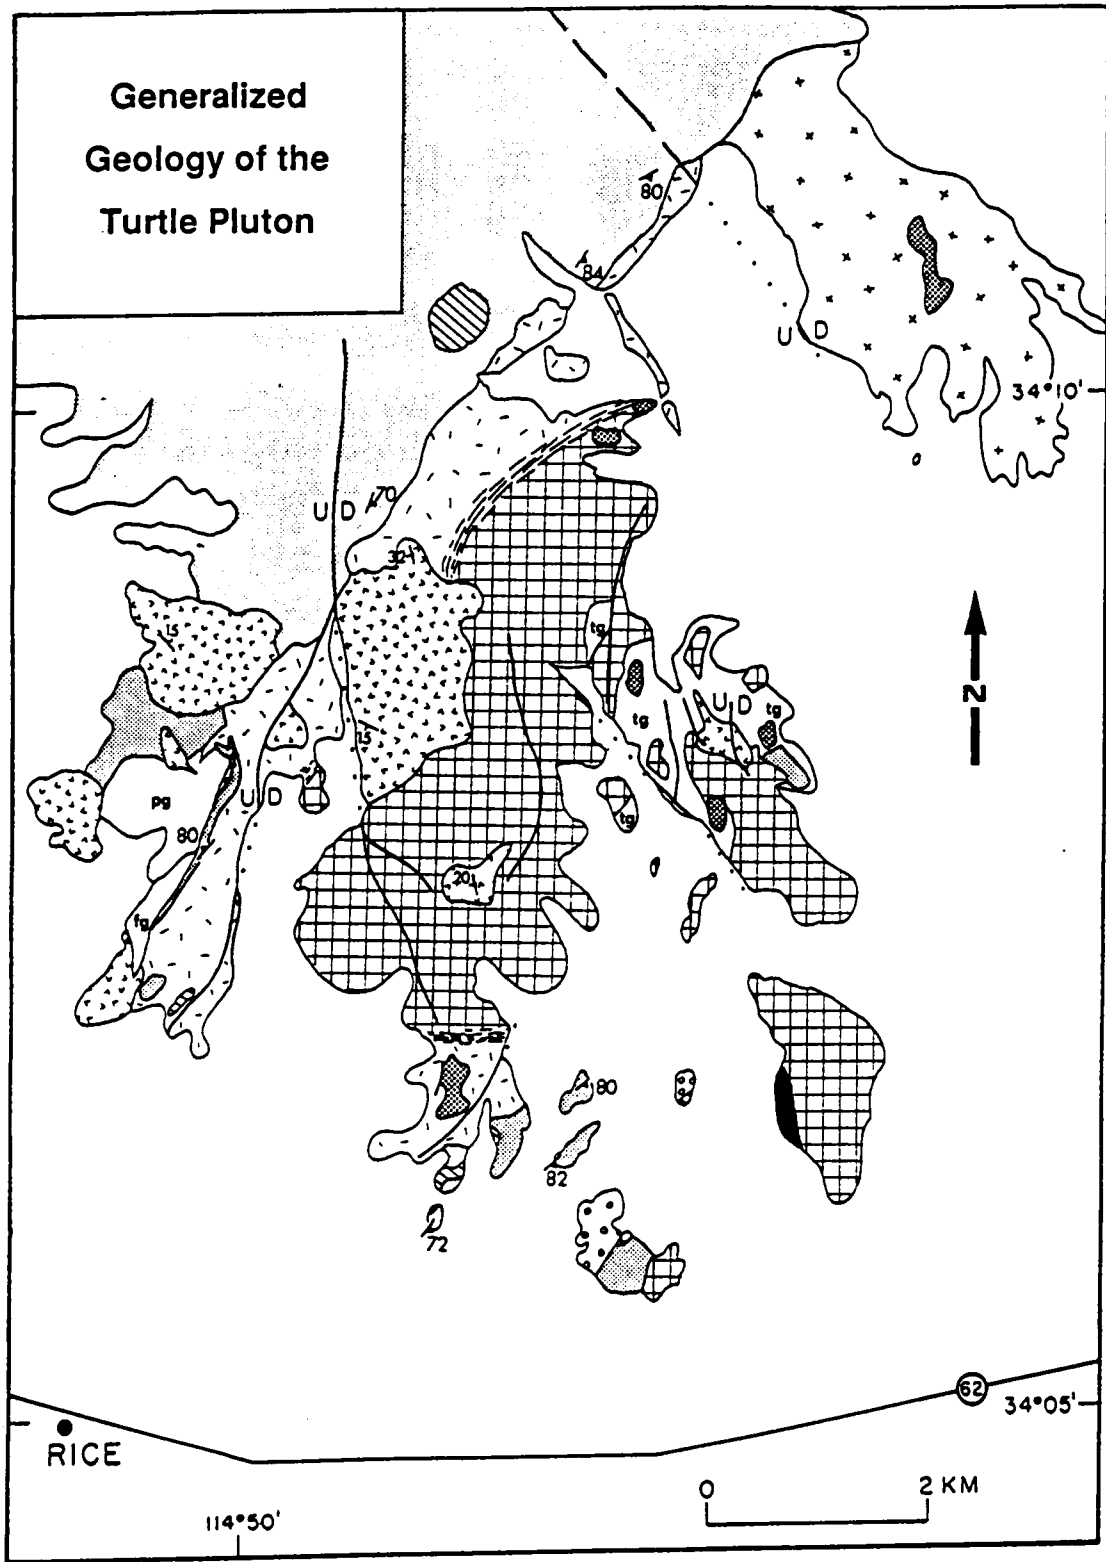 Generalized
Geology of the
Turtle Pluton
80
84
U D
34°10'
70
U D
32
tg
15
U D
tg
tg
15
pg
U D
tg
80
20
fg
N
80
82
72
62
34°05'
RICE
0 2 KM
114°50'